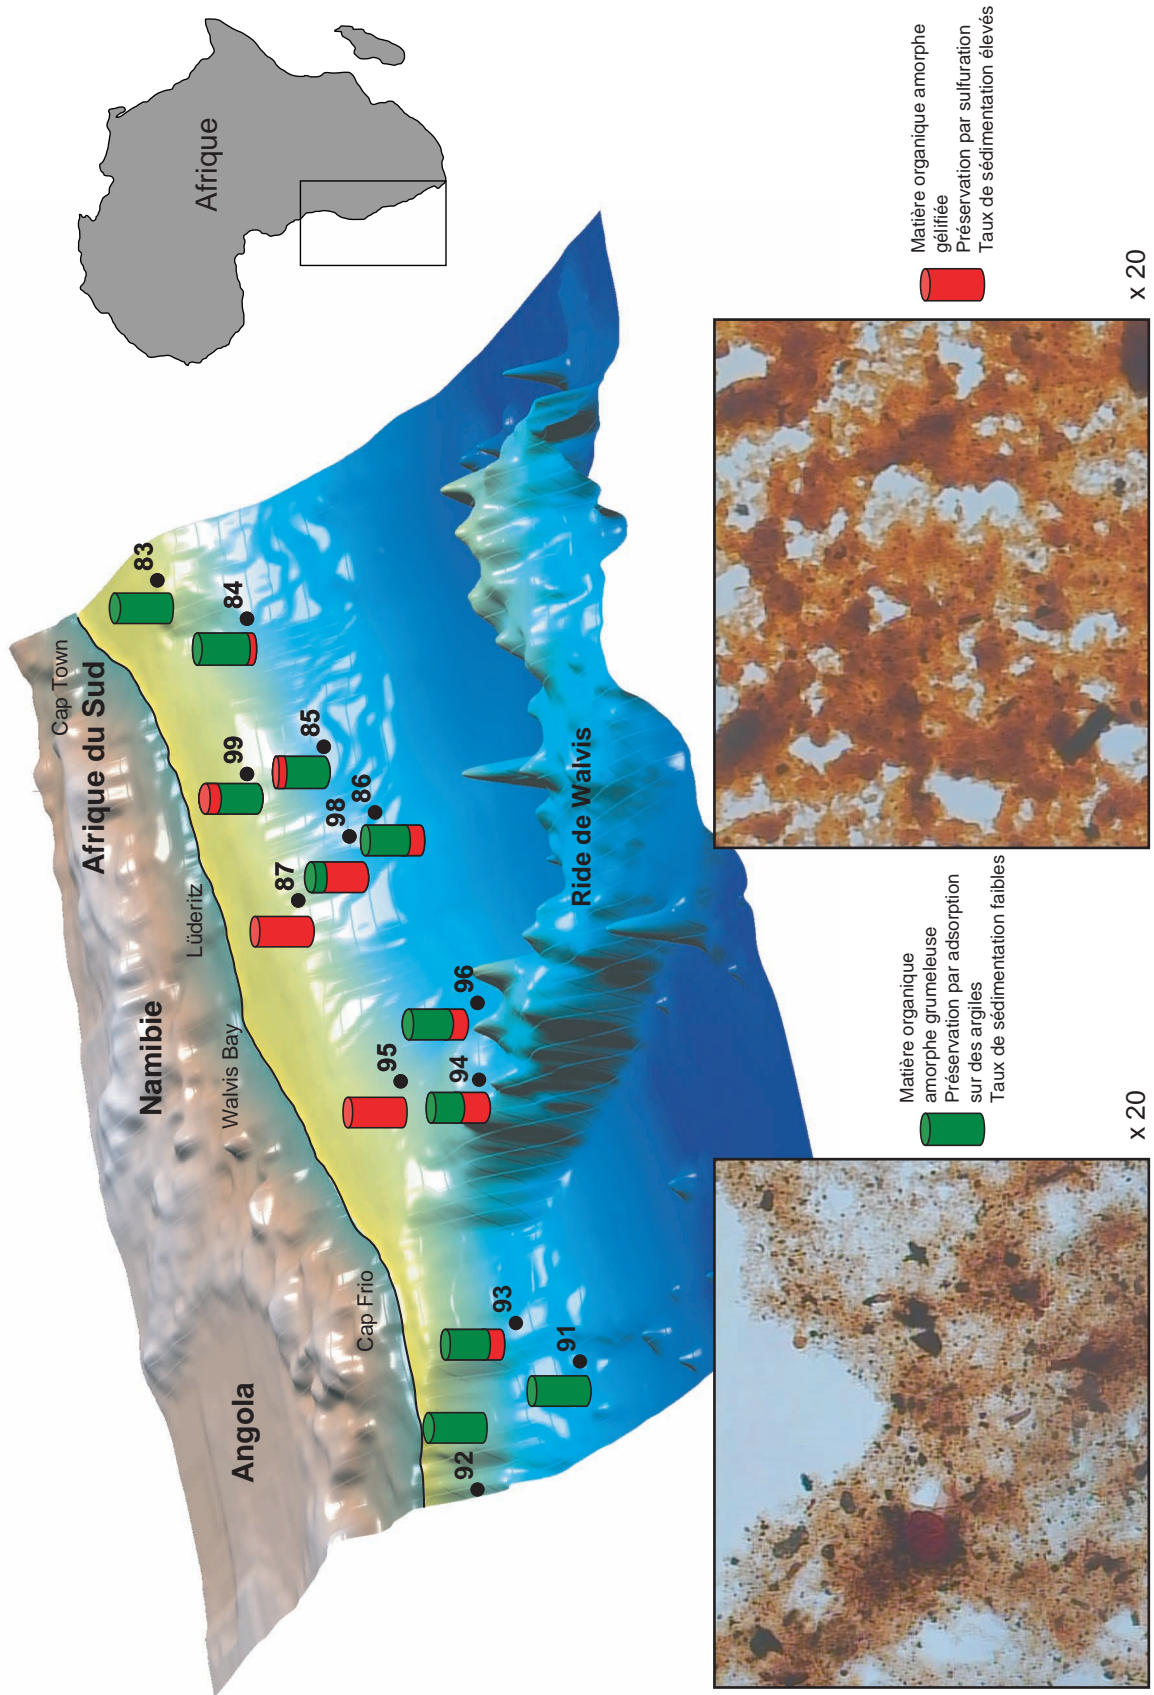 Afrique
Angola
Namibie
Afrique du Sud
Cap Frio
Walvis Bay
Lüderitz
Cap Town
92
91
93
95
94
96
87
98
86
99
85
84
83
Ride de Walvis
Matière organique
amorphe grumeleuse
Préservation par adsorption
sur des argiles
Taux de sédimentation faibles
x 20
Matière organique amorphe
gélifiée
Préservation par sulfuration
Taux de sédimentation élevés
x 20